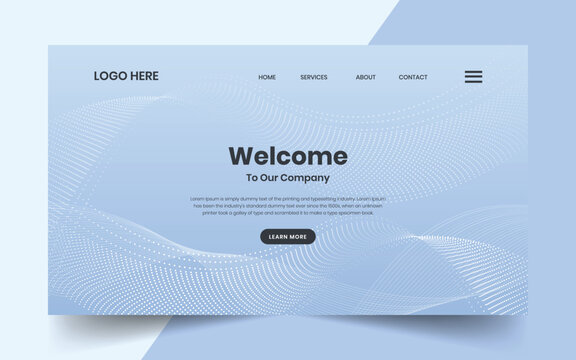 LOGO HERE
HOME SERVICES ABOUT CONTACT
Welcome
To Our Company
Lorem Ipsum is simply dummy text of the printing and typesetting industry. Lorem
Ipsum has been the industry's standard dummy text ever since the 1500s, when an
unknown printer took a galley of type and scrambled it to make a type
LEARN MORE